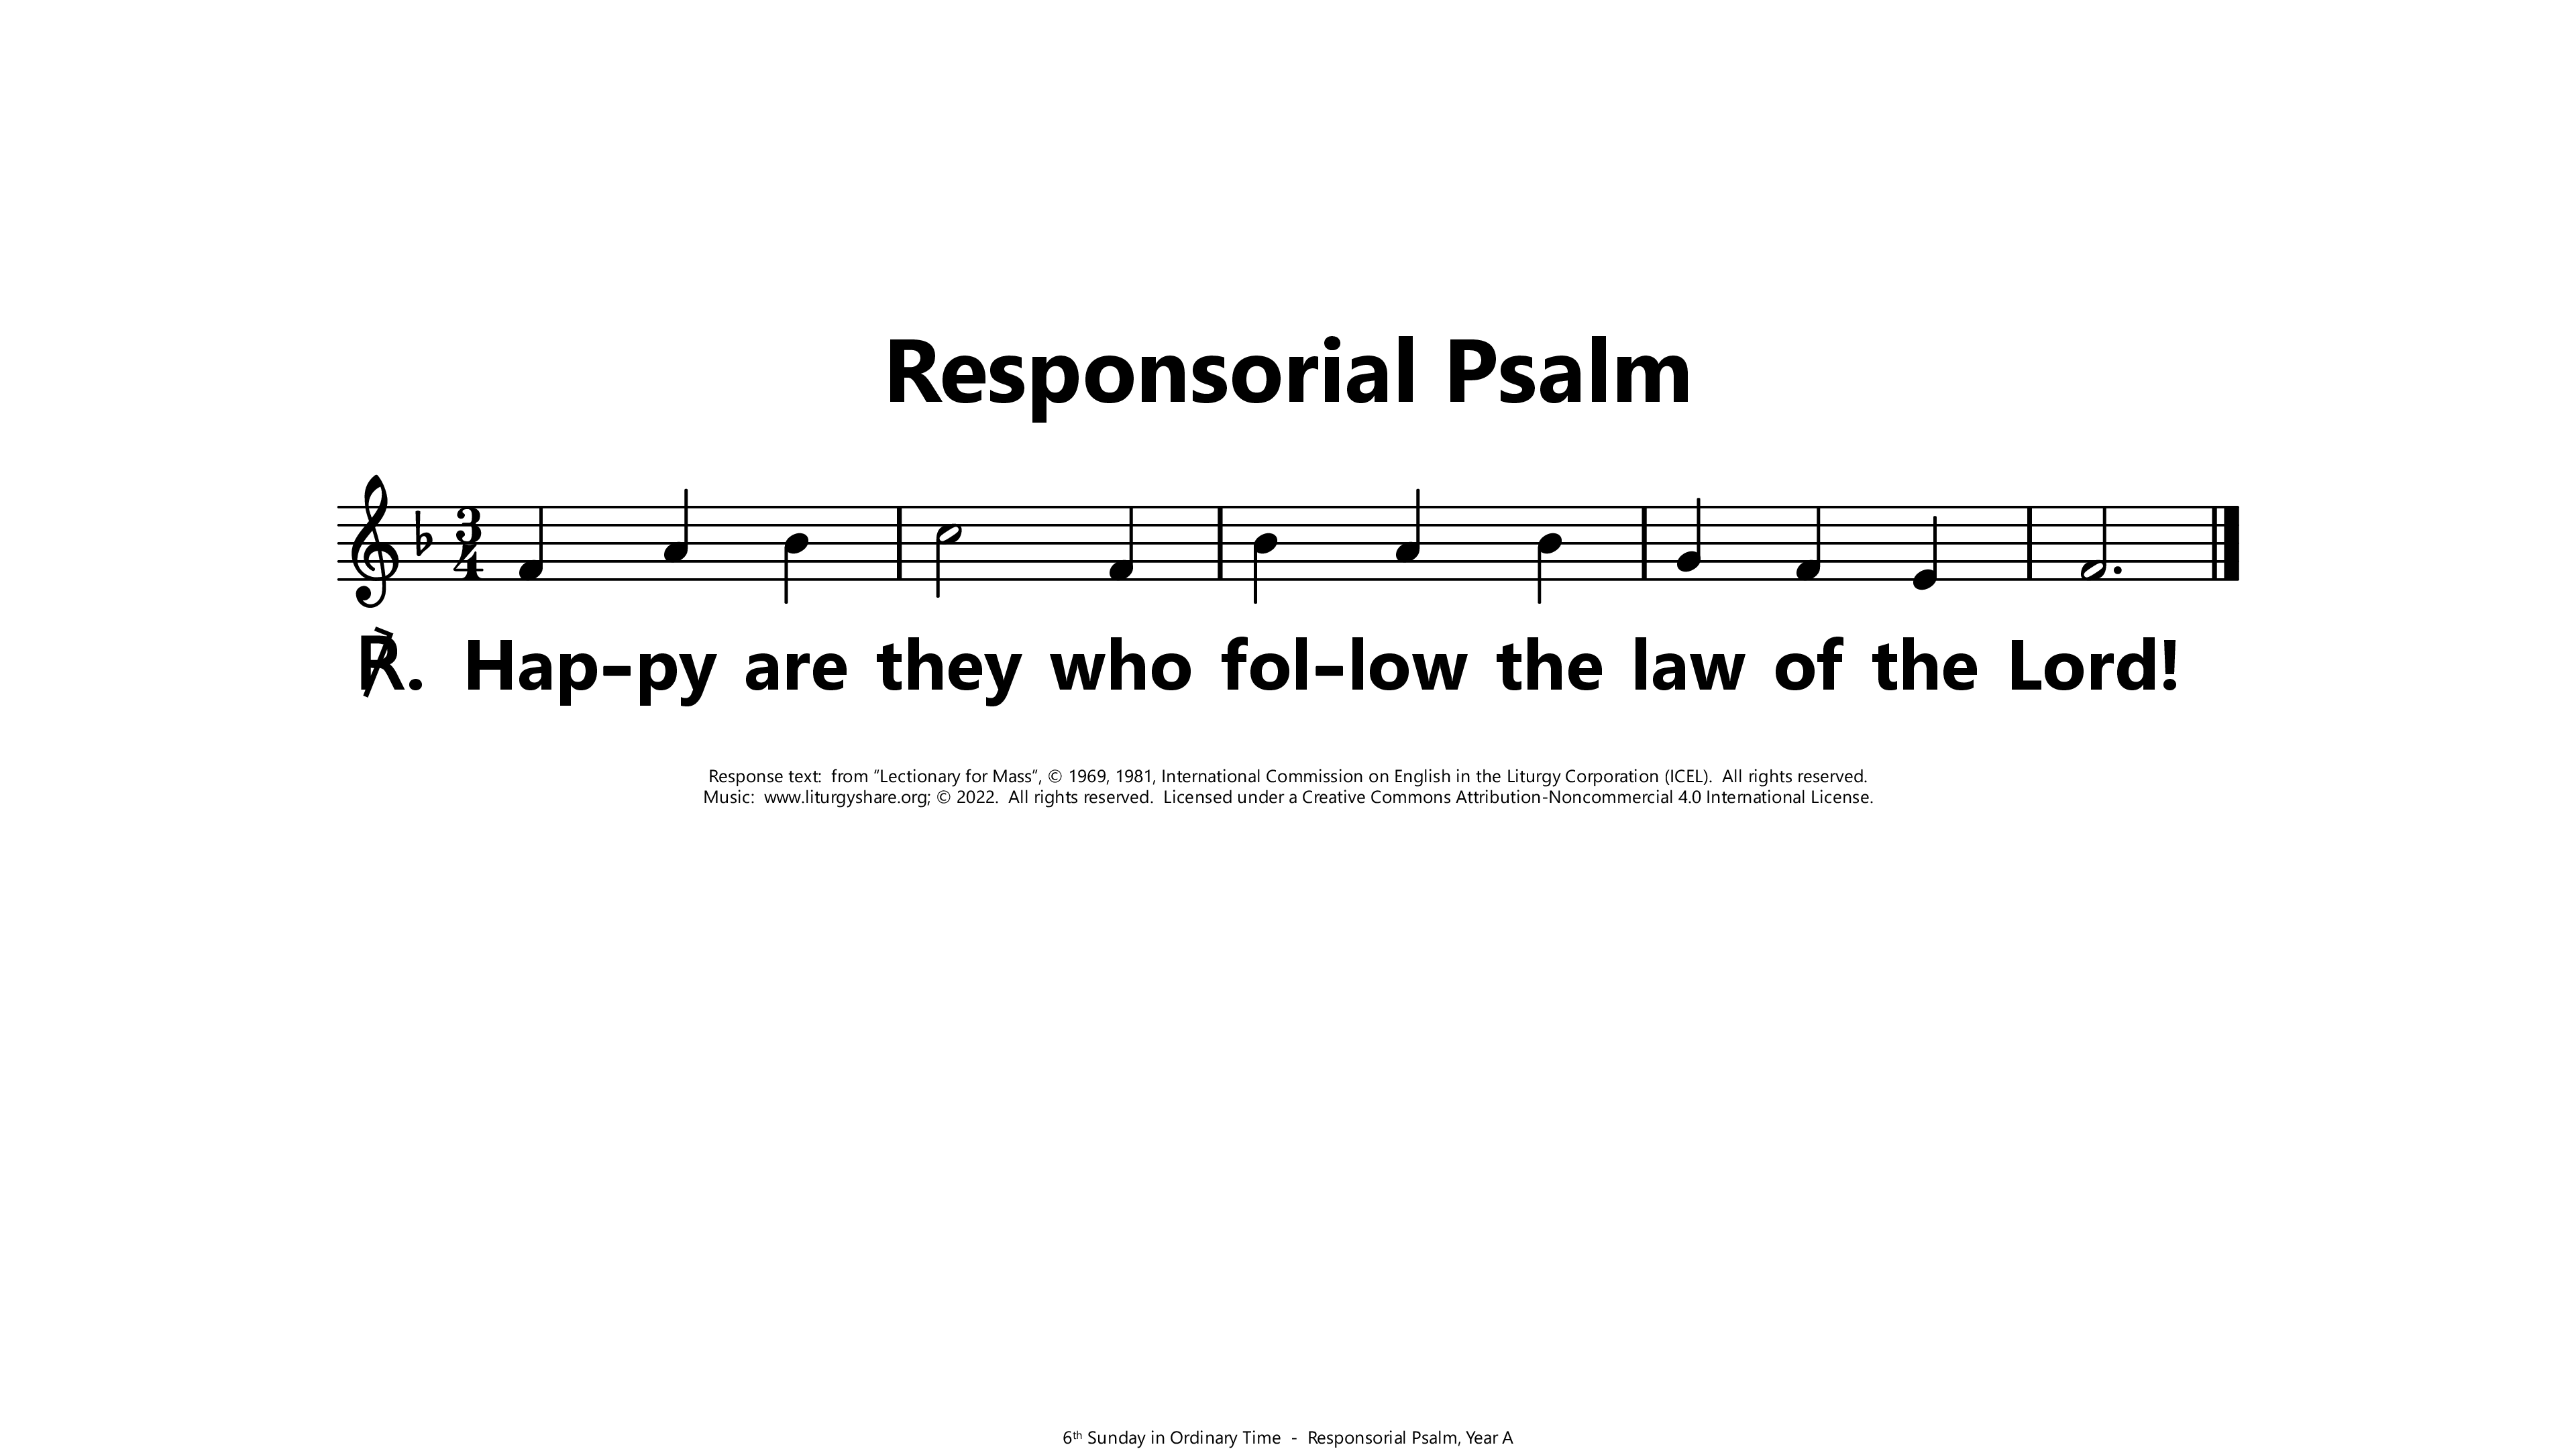 Responsorial Psalm
3
4
℟. Hap-py are they who fol-low the law of the Lord!
Response text: from “Lectionary for Mass”, © 1969, 1981, International Commission on English in the Liturgy Corporation (ICEL). All rights reserved.
Music: www.liturgyshare.org; © 2022. All rights reserved. Licensed under a Creative Commons Attribution-Noncommercial 4.0 International License.
6th Sunday in Ordinary Time - Responsorial Psalm, Year A